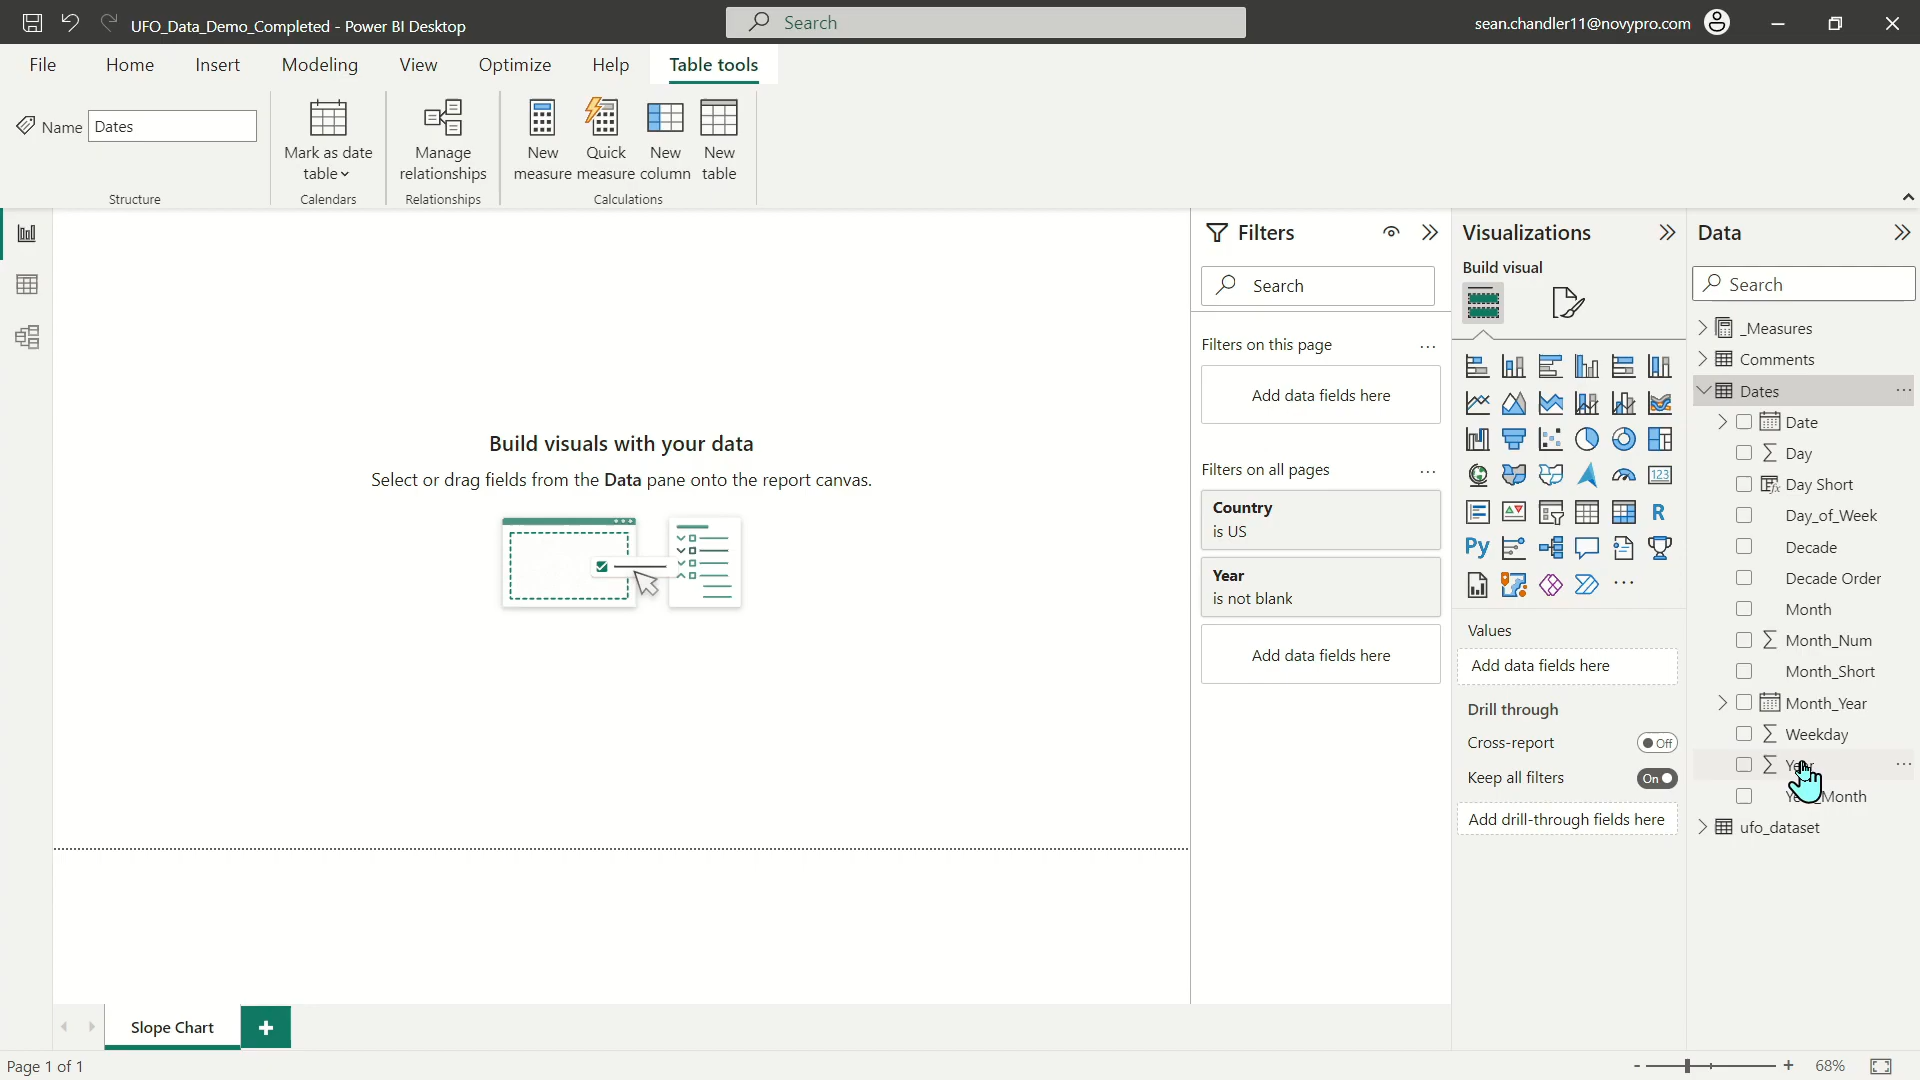 UFO_Data_Demo_Completed - Power BI Desktop
Search
sean.chandler11@novypro.com
File Home Insert Modeling View Optimize Help Table tools
Name Dates
Mark as date table
Manage relationships
New measure
Quick measure
New column
New table
Structure
Calendars
Relationships
Calculations
Build visuals with your data
Select or drag fields from the Data pane onto the report canvas.
Filters
Search
Filters on this page
Add data fields here
Filters on all pages
Country
is US
Year
is not blank
Add data fields here
Visualizations
Build visual
123
R
Py
Values
Add data fields here
Drill through
Cross-report
Off
Keep all filters
On
Add drill-through fields here
Data
Search
_Measures
Comments
Dates
Date
Day
Day Short
Day_of_Week
Decade
Decade Order
Month
Month_Num
Month_Short
Month_Year
Weekday
Year
Year_Month
ufo_dataset
Slope Chart
Page 1 of 1
- + 68%